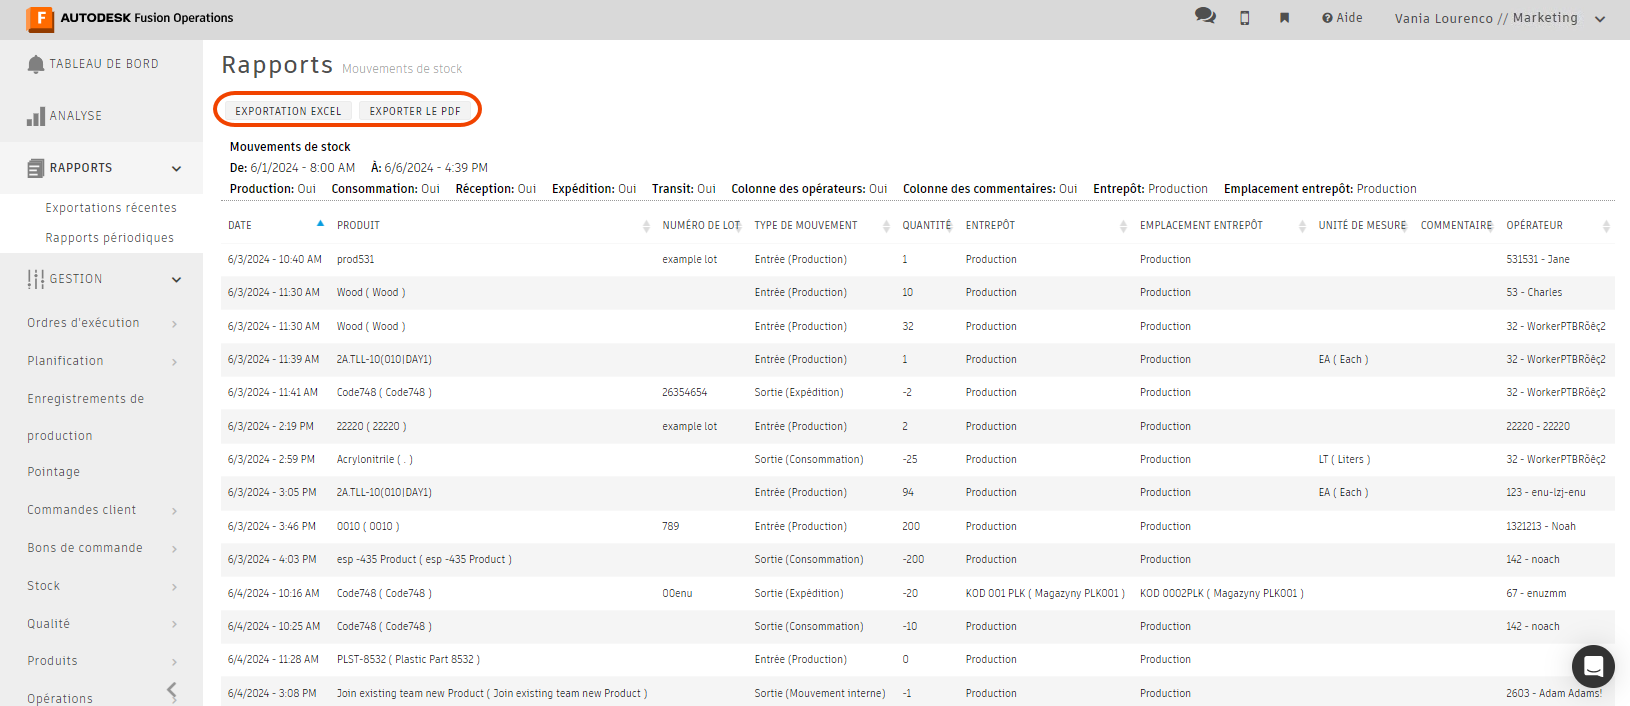 F AUTODESK Fusion Operations
Aide
Vania Lourenco // Marketing
TABLEAU DE BORD
ANALYSE
RAPPORTS
Exportations récentes
Rapports périodiques
GESTION
Ordres d'exécution
Planification
Enregistrements de
production
Pointage
Commandes client
Bons de commande
Stock
Qualité
Produits
Opérations
Rapports Mouvements de stock
EXPORTATION EXCEL EXPORTER LE PDF
Mouvements de stock
De: 6/1/2024 - 8:00 AM À: 6/6/2024 - 4:39 PM
Production: Oui Consommation: Oui Réception: Oui Expédition: Oui Transit: Oui Colonne des opérateurs: Oui Colonne des commentaires: Oui Entrepôt: Production Emplacement entrepôt: Production
DATE PRODUIT NUMÉRO DE LOT TYPE DE MOUVEMENT QUANTITÉ ENTREPÔT EMPLACEMENT ENTREPÔT UNITÉ DE MESURE COMMENTAIRE OPÉRATEUR
6/3/2024 - 10:40 AM prod531 example lot Entrée (Production) 1 Production Production 531531 - Jane
6/3/2024 - 11:30 AM Wood ( Wood ) Entrée (Production) 10 Production Production 53 - Charles
6/3/2024 - 11:30 AM Wood ( Wood ) Entrée (Production) 32 Production Production 32 - WorkerPTBRõêç2
6/3/2024 - 11:39 AM 2A.TLL-10(010|DAY1) Entrée (Production) 1 Production Production EA ( Each ) 32 - WorkerPTBRõêç2
6/3/2024 - 11:41 AM Code748 ( Code748 ) 26354654 Sortie (Expédition) -2 Production Production 32 - WorkerPTBRõêç2
6/3/2024 - 2:19 PM 22220 ( 22220 ) example lot Entrée (Production) 2 Production Production 22220 - 22220
6/3/2024 - 2:59 PM Acrylonitrile ( . ) Sortie (Consommation) -25 Production Production LT ( Liters ) 32 - WorkerPTBRõêç2
6/3/2024 - 3:05 PM 2A.TLL-10(010|DAY1) Entrée (Production) 94 Production Production EA ( Each ) 123 - enu-lzj-enu
6/3/2024 - 3:46 PM 0010 ( 0010 ) 789 Entrée (Production) 200 Production Production 1321213 - Noah
6/3/2024 - 4:03 PM esp -435 Product ( esp -435 Product ) Sortie (Consommation) -200 Production Production 142 - noach
6/4/2024 - 10:16 AM Code748 ( Code748 ) 00enu Sortie (Expédition) -20 KOD 001 PLK ( Magazyny PLK001 ) KOD 0002PLK ( Magazyny PLK001 ) 67 - enuzmm
6/4/2024 - 10:25 AM Code748 ( Code748 ) Sortie (Consommation) -10 Production Production 142 - noach
6/4/2024 - 11:28 AM PLST-8532 ( Plastic Part 8532 ) Entrée (Production) 0 Production Production
6/4/2024 - 3:08 PM Join existing team new Product ( Join existing team new Product ) Sortie (Mouvement interne) -1 Production Production 2603 - Adam Adams!